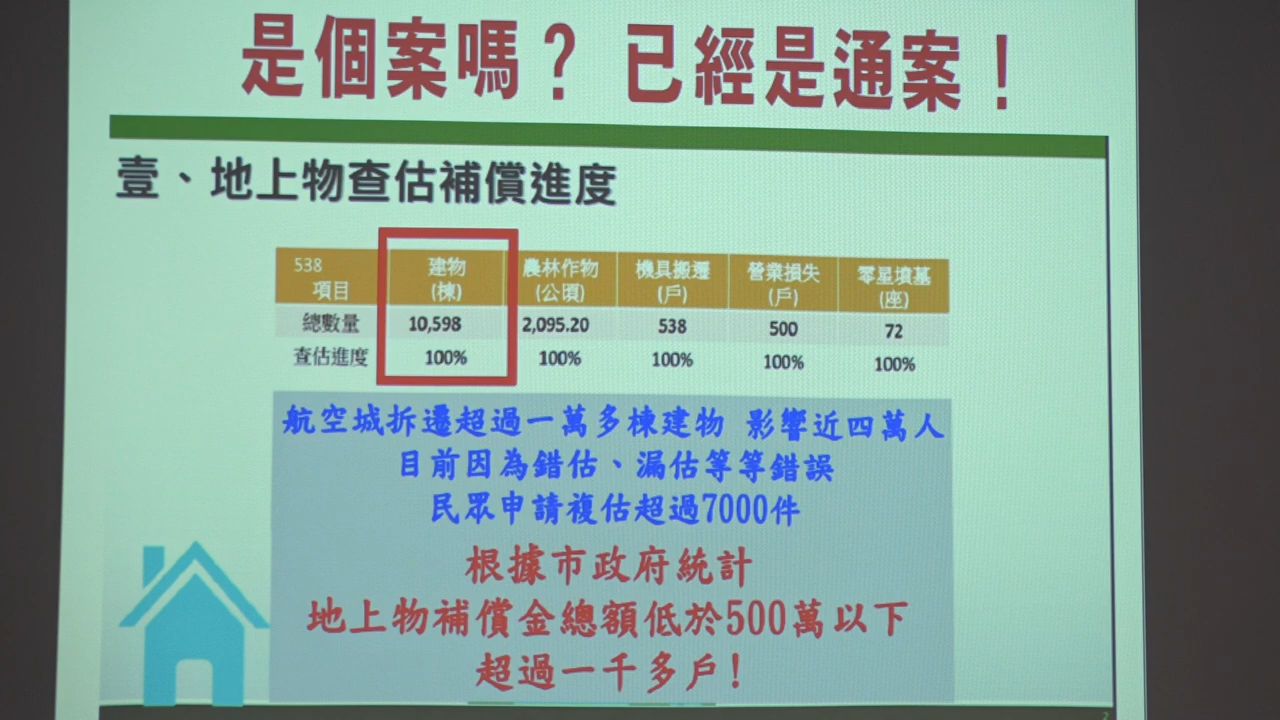 是個案嗎？ 已經是通案！
壹、地上物查估補償進度
538 項目 建物 (棟) 農林作物 (公頃) 機具搬遷 (戶) 營業損失 (戶) 零星墳墓 (座)
總數量 10,598 2,095.20 538 500 72
查估進度 100% 100% 100% 100% 100%
航空城拆遷超過一萬多棟建物 影響近四萬人
目前因為錯估、漏估等等錯誤
民眾申請複估超過7000件
根據市政府統計
地上物補償金總額低於500萬以下
超過一千多戶!